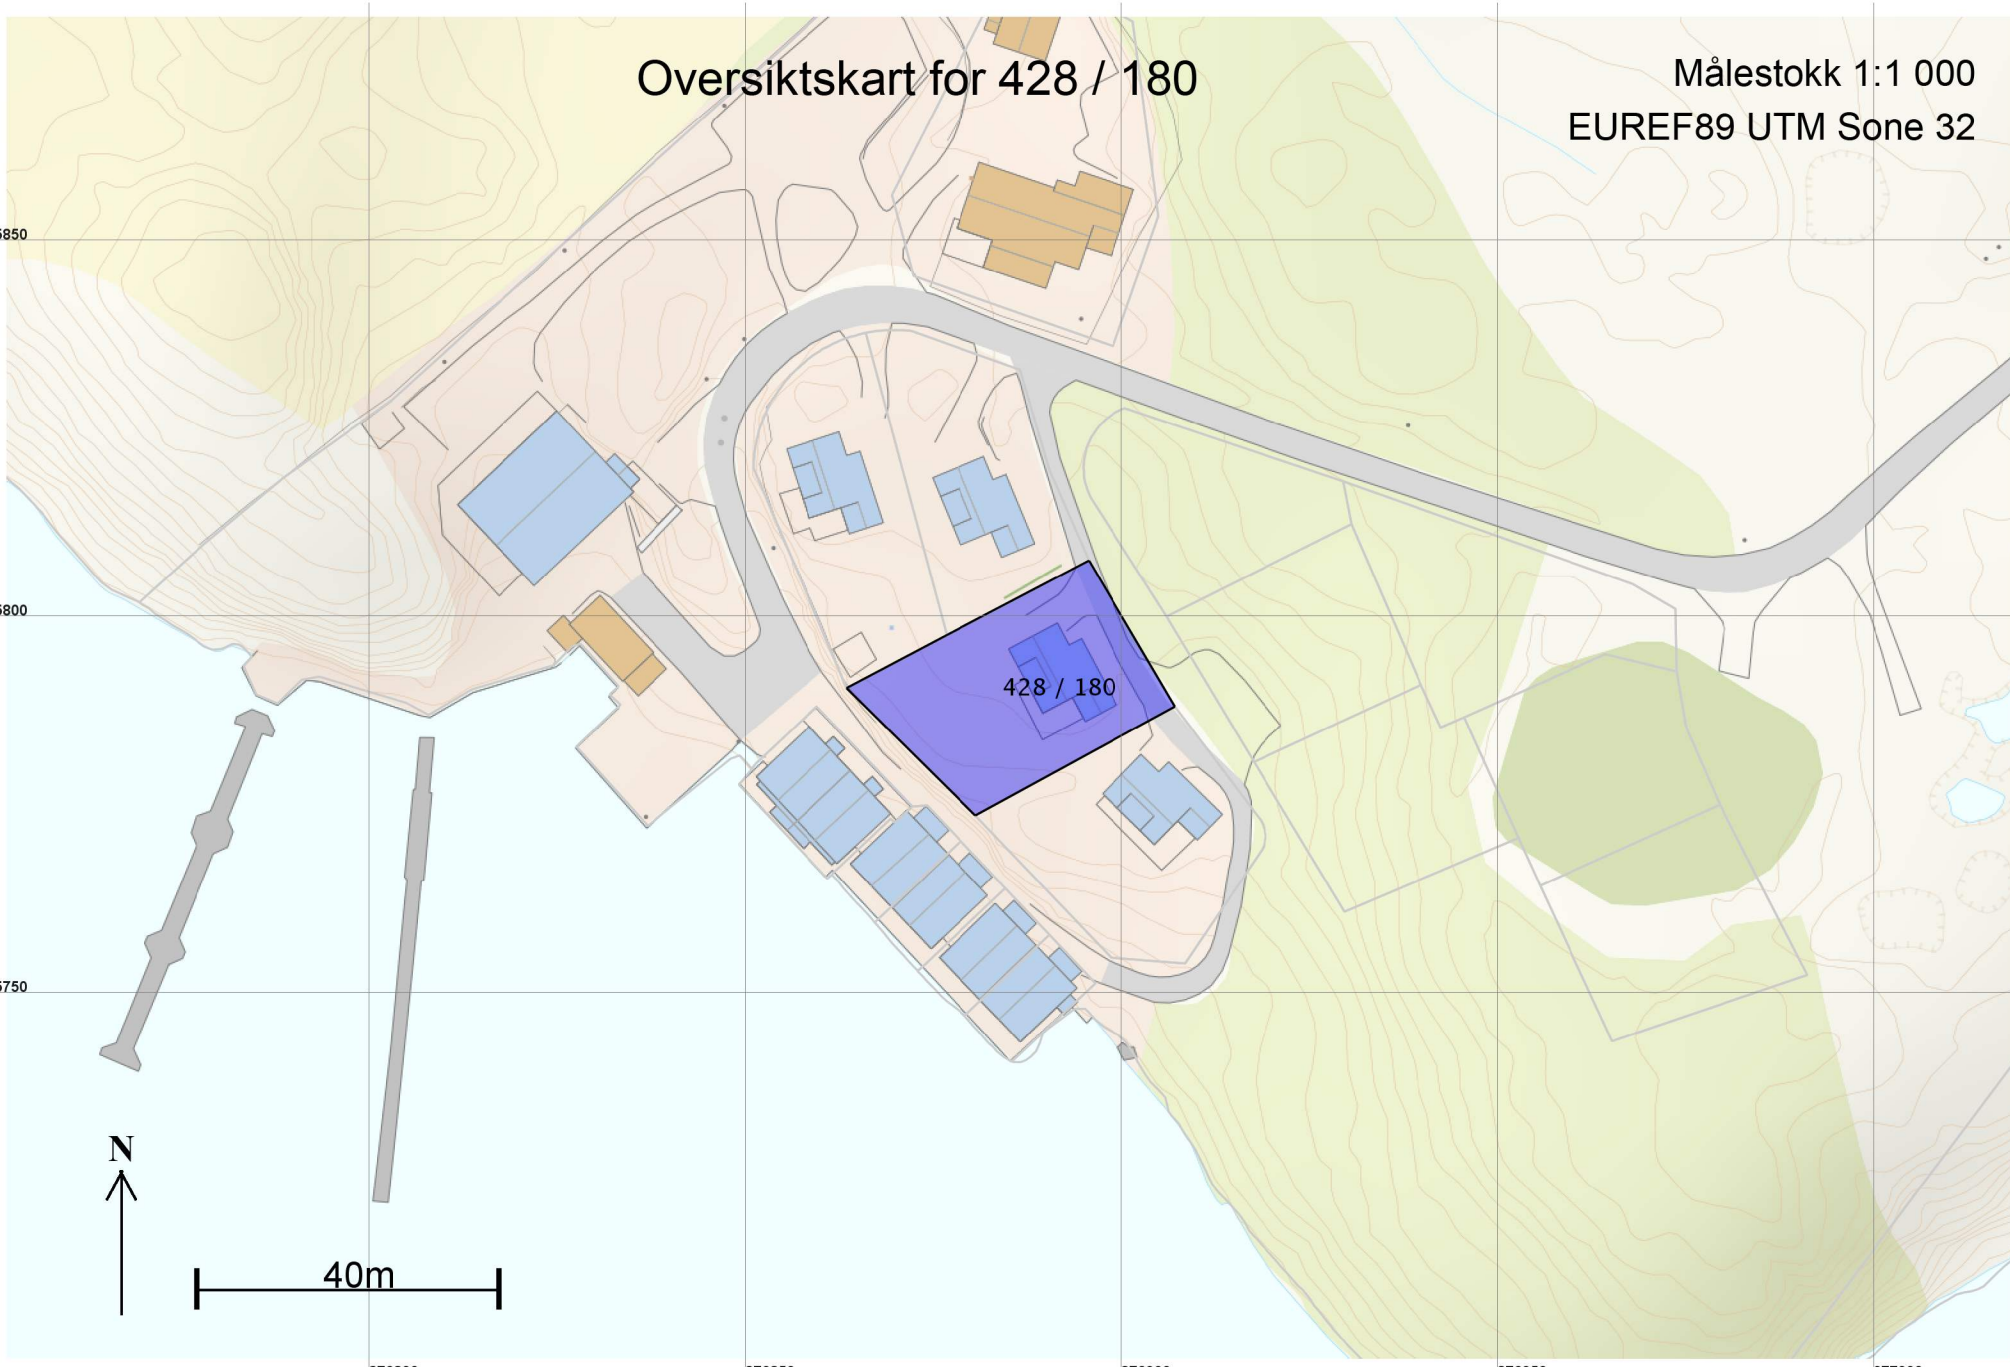 Oversiktskart for 428 / 180
Målestokk 1:1 000
EUREF89 UTM Sone 32
428 / 180
N
40m